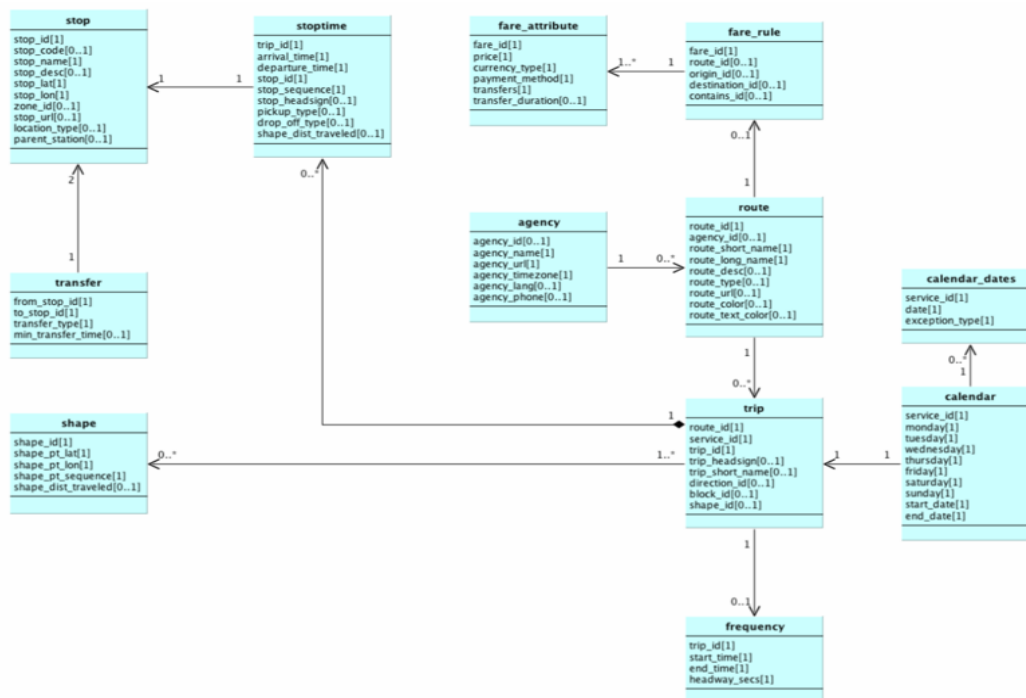 stop
stop_id[1]
stop_code[0..1]
stop_name[1]
stop_desc[0..1]
stop_lat[1]
stop_lon[1]
zone_id[0..1]
stop_url[0..1]
location_type[0..1]
parent_station[0..1]
1
1
stoptime
trip_id[1]
arrival_time[1]
departure_time[1]
stop_id[1]
stop_sequence[1]
stop_headsign[0..1]
pickup_type[0..1]
drop_off_type[0..1]
shape_dist_traveled[0..1]
0..*
fare_attribute
fare_id[1]
price[1]
currency_type[1]
payment_method[1]
transfers[1]
transfer_duration[0..1]
1..*
1
fare_rule
fare_id[1]
route_id[0..1]
origin_id[0..1]
destination_id[0..1]
contains_id[0..1]
0..1
1
2
1
transfer
from_stop_id[1]
to_stop_id[1]
transfer_type[1]
min_transfer_time[0..1]
agency
agency_id[0..1]
agency_name[1]
agency_url[1]
agency_timezone[1]
agency_lang[0..1]
agency_phone[0..1]
1
0..*
route
route_id[1]
agency_id[0..1]
route_short_name[1]
route_long_name[1]
route_desc[0..1]
route_type[0..1]
route_url[0..1]
route_color[0..1]
route_text_color[0..1]
1
0..*
calendar_dates
service_id[1]
date[1]
exception_type[1]
0..*
1
shape
shape_id[1]
shape_pt_lat[1]
shape_pt_lon[1]
shape_pt_sequence[1]
shape_dist_traveled[0..1]
0..*
1..*
1
trip
route_id[1]
service_id[1]
trip_id[1]
trip_headsign[0..1]
trip_short_name[0..1]
direction_id[0..1]
block_id[0..1]
shape_id[0..1]
1
1
calendar
service_id[1]
monday[1]
tuesday[1]
wednesday[1]
thursday[1]
friday[1]
saturday[1]
sunday[1]
start_date[1]
end_date[1]
1
0..1
frequency
trip_id[1]
start_time[1]
end_time[1]
headway_secs[1]